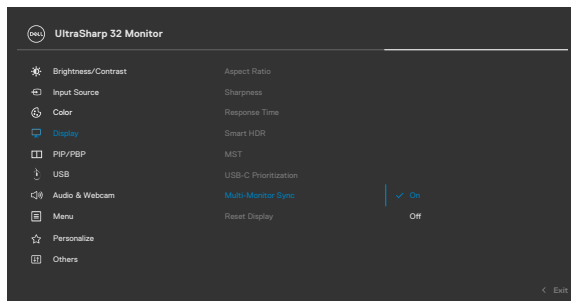 DELL UltraSharp 32 Monitor
Brightness/Contrast Aspect Ratio
Input Source Sharpness
Color Response Time
Display Smart HDR
PIP/PBP MST
USB USB-C Prioritization
Audio & Webcam Multi-Monitor Sync On
Menu Reset Display Off
Personalize
Others
Exit